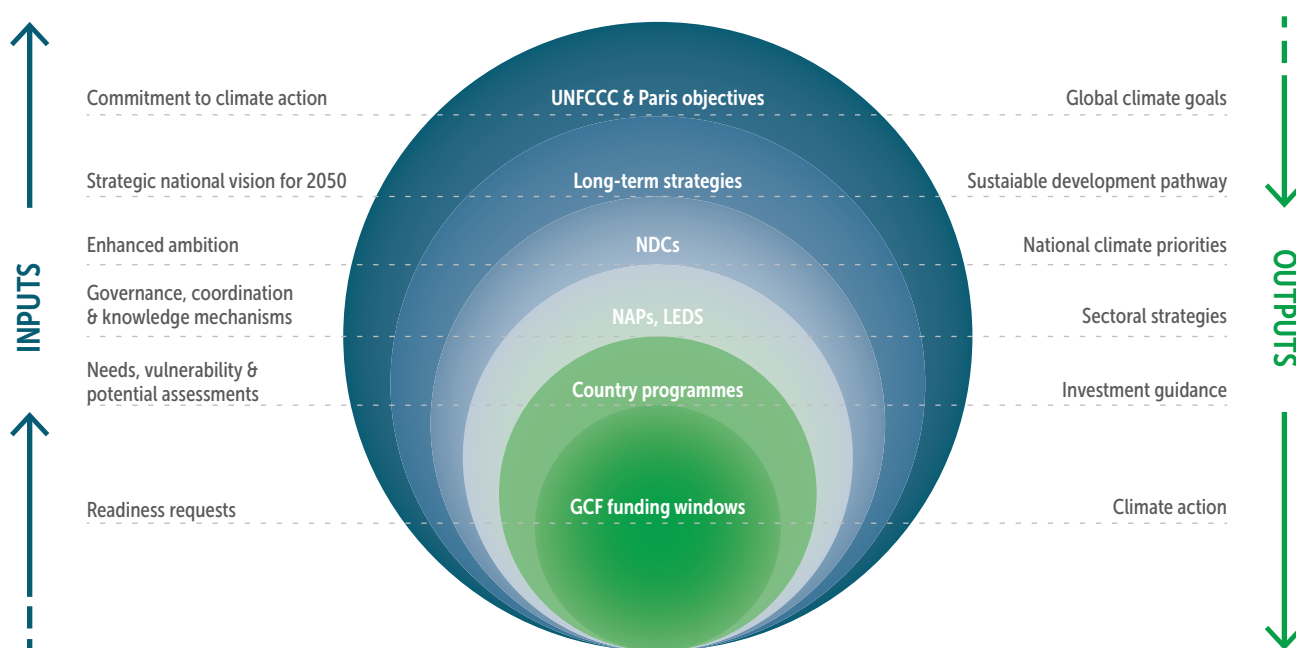 Commitment to climate action
UNFCCC & Paris objectives
Global climate goals
Strategic national vision for 2050
Long-term strategies
Sustaiable development pathway
Enhanced ambition
NDCs
National climate priorities
INPUTS
OUTPUTS
Governance, coordination
& knowledge mechanisms
NAPs, LEDS
Sectoral strategies
Needs, vulnerability &
potential assessments
Country programmes
Investment guidance
Readiness requests
GCF funding windows
Climate action